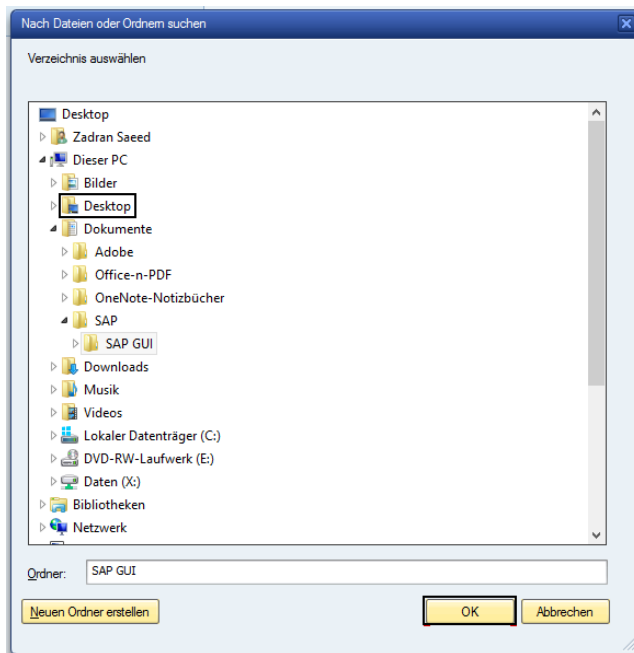 Nach Dateien oder Ordnern suchen
Verzeichnis auswählen
Desktop
Zadran Saeed
Dieser PC
Bilder
Desktop
Dokumente
Adobe
Office-n-PDF
OneNote-Notizbücher
SAP
SAP GUI
Downloads
Musik
Videos
Lokaler Datenträger (C:)
DVD-RW-Laufwerk (E:)
Daten (X:)
Bibliotheken
Netzwerk
Ordner: SAP GUI
Neuen Ordner erstellen OK Abbrechen